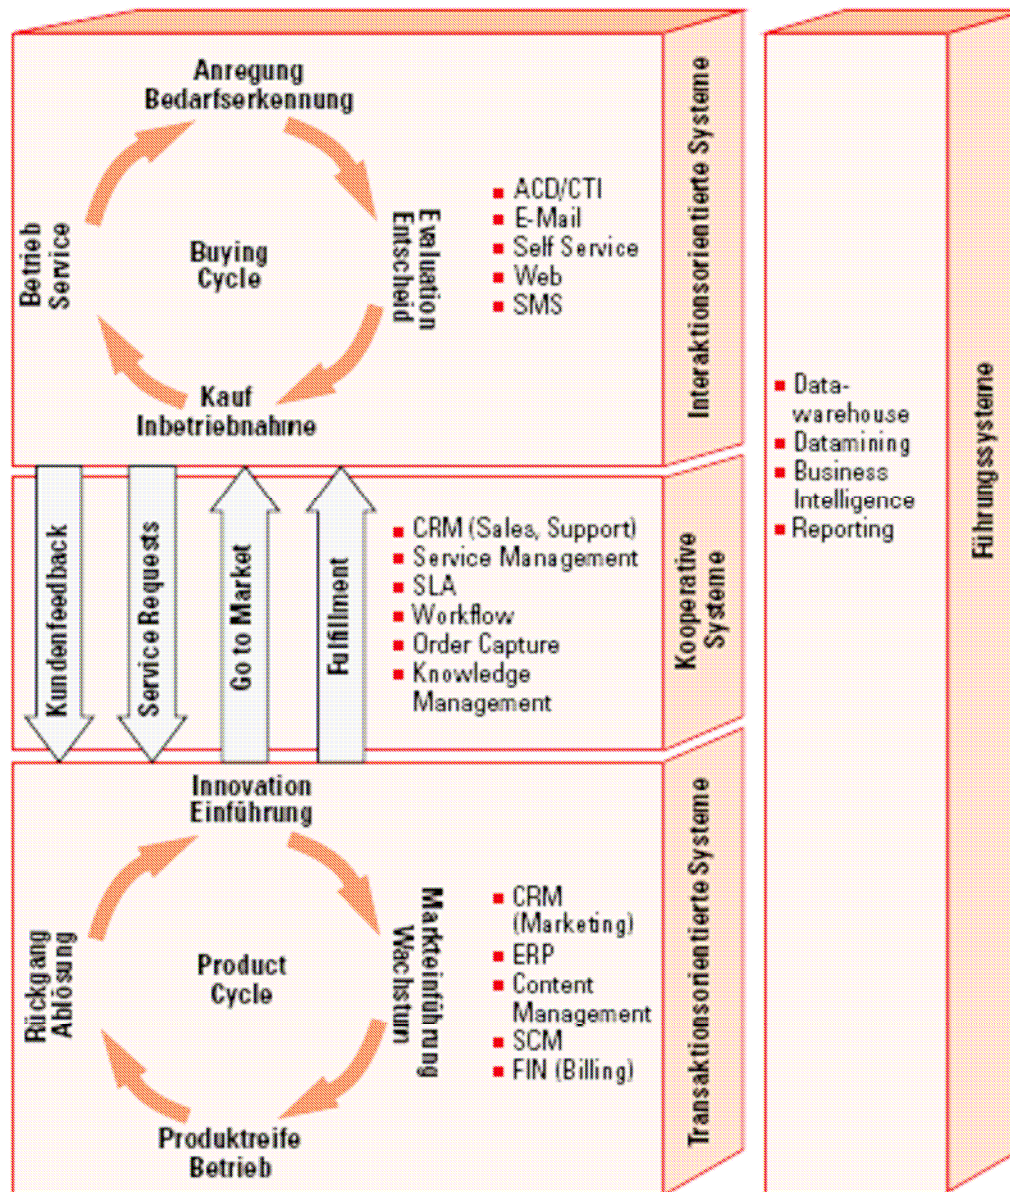 Anregung
Bedarfserkennung
Evaluation
Entscheid
Kauf
Inbetriebnahme
Betrieb
Service
Buying
Cycle
ACD/CTI
E-Mail
Self Service
Web
SMS
Interaktionsorientierte Systeme
Kundenfeedback
Service Requests
Go to Market
Fulfillment
CRM (Sales, Support)
Service Management
SLA
Workflow
Order Capture
Knowledge
Management
Kooperative
Systeme
Innovation
Einführung
Markteinführung
Wachstum
Produktreife
Betrieb
Rückgang
Ablösung
Product
Cycle
CRM
(Marketing)
ERP
Content
Management
SCM
FIN (Billing)
Transaktionsorientierte Systeme
Data-
warehouse
Datamining
Business
Intelligence
Reporting
Führungssysteme